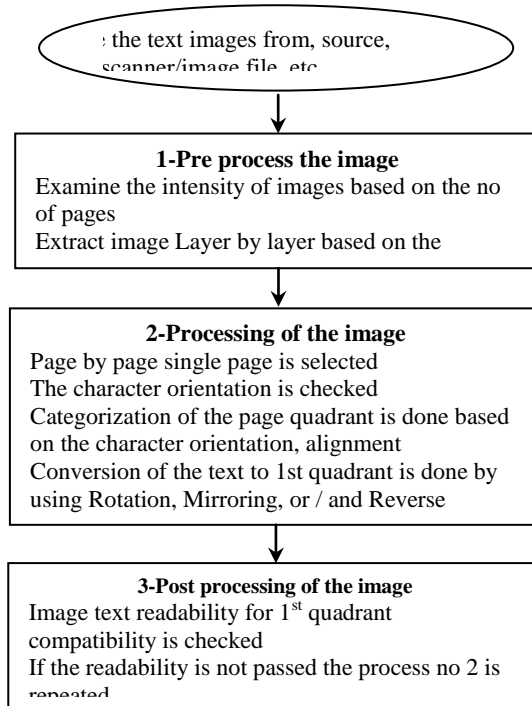 the text images from, source,
scanner/image file, etc
1-Pre process the image
Examine the intensity of images based on the no
of pages
Extract image Layer by layer based on the
2-Processing of the image
Page by page single page is selected
The character orientation is checked
Categorization of the page quadrant is done based
on the character orientation, alignment
Conversion of the text to 1st quadrant is done by
using Rotation, Mirroring, or / and Reverse
3-Post processing of the image
Image text readability for 1st quadrant
compatibility is checked
If the readability is not passed the process no 2 is
repeated